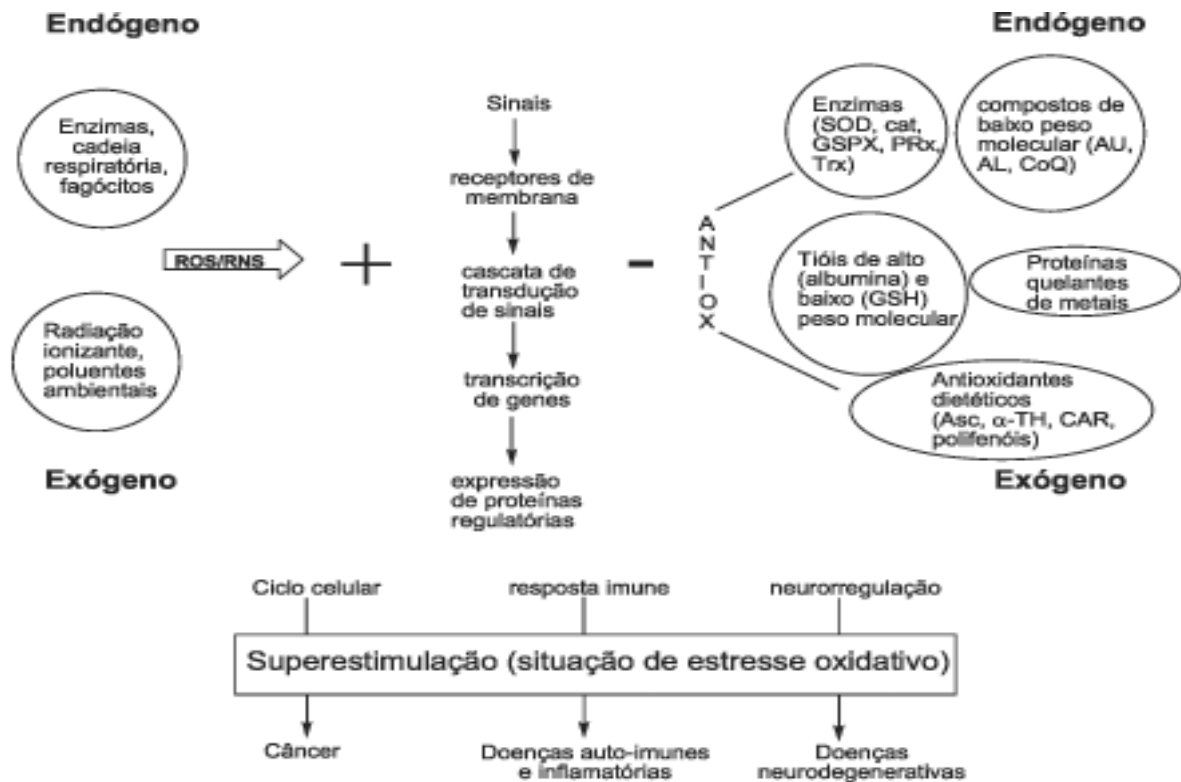 Endógeno
Enzimas,
cadeia
respiratória,
fagócitos
ROS/RNS
Radiação
ionizante,
poluentes
ambientais
Exógeno
+
Sinais
receptores de
membrana
cascata de
transdução
de sinais
transcrição
de genes
expressão
de proteínas
regulatórias
-
ANTIOX
Endógeno
Enzimas
(SOD, cat,
GSPX, PRx,
Trx)
compostos de
baixo peso
molecular (AU,
AL, CoQ)
Tióis de alto
(albumina) e
baixo (GSH)
peso molecular
Proteínas
quelantes
de metais
Antioxidantes
dietéticos
(Asc, α-TH, CAR,
polifenóis)
Exógeno
Ciclo celular
resposta imune
neurorregulação
Superestimulação (situação de estresse oxidativo)
Câncer
Doenças auto-imunes
e inflamatórias
Doenças
neurodegenerativas